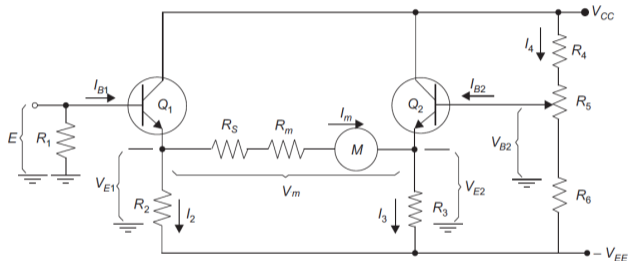 V_CC
I_4
R_4
I_B1
Q_1
Q_2
I_B2
R_5
E
R_1
R_S
R_m
I_m
M
V_B2
V_E1
V_m
V_E2
R_2
I_2
I_3
R_3
R_6
– V_EE